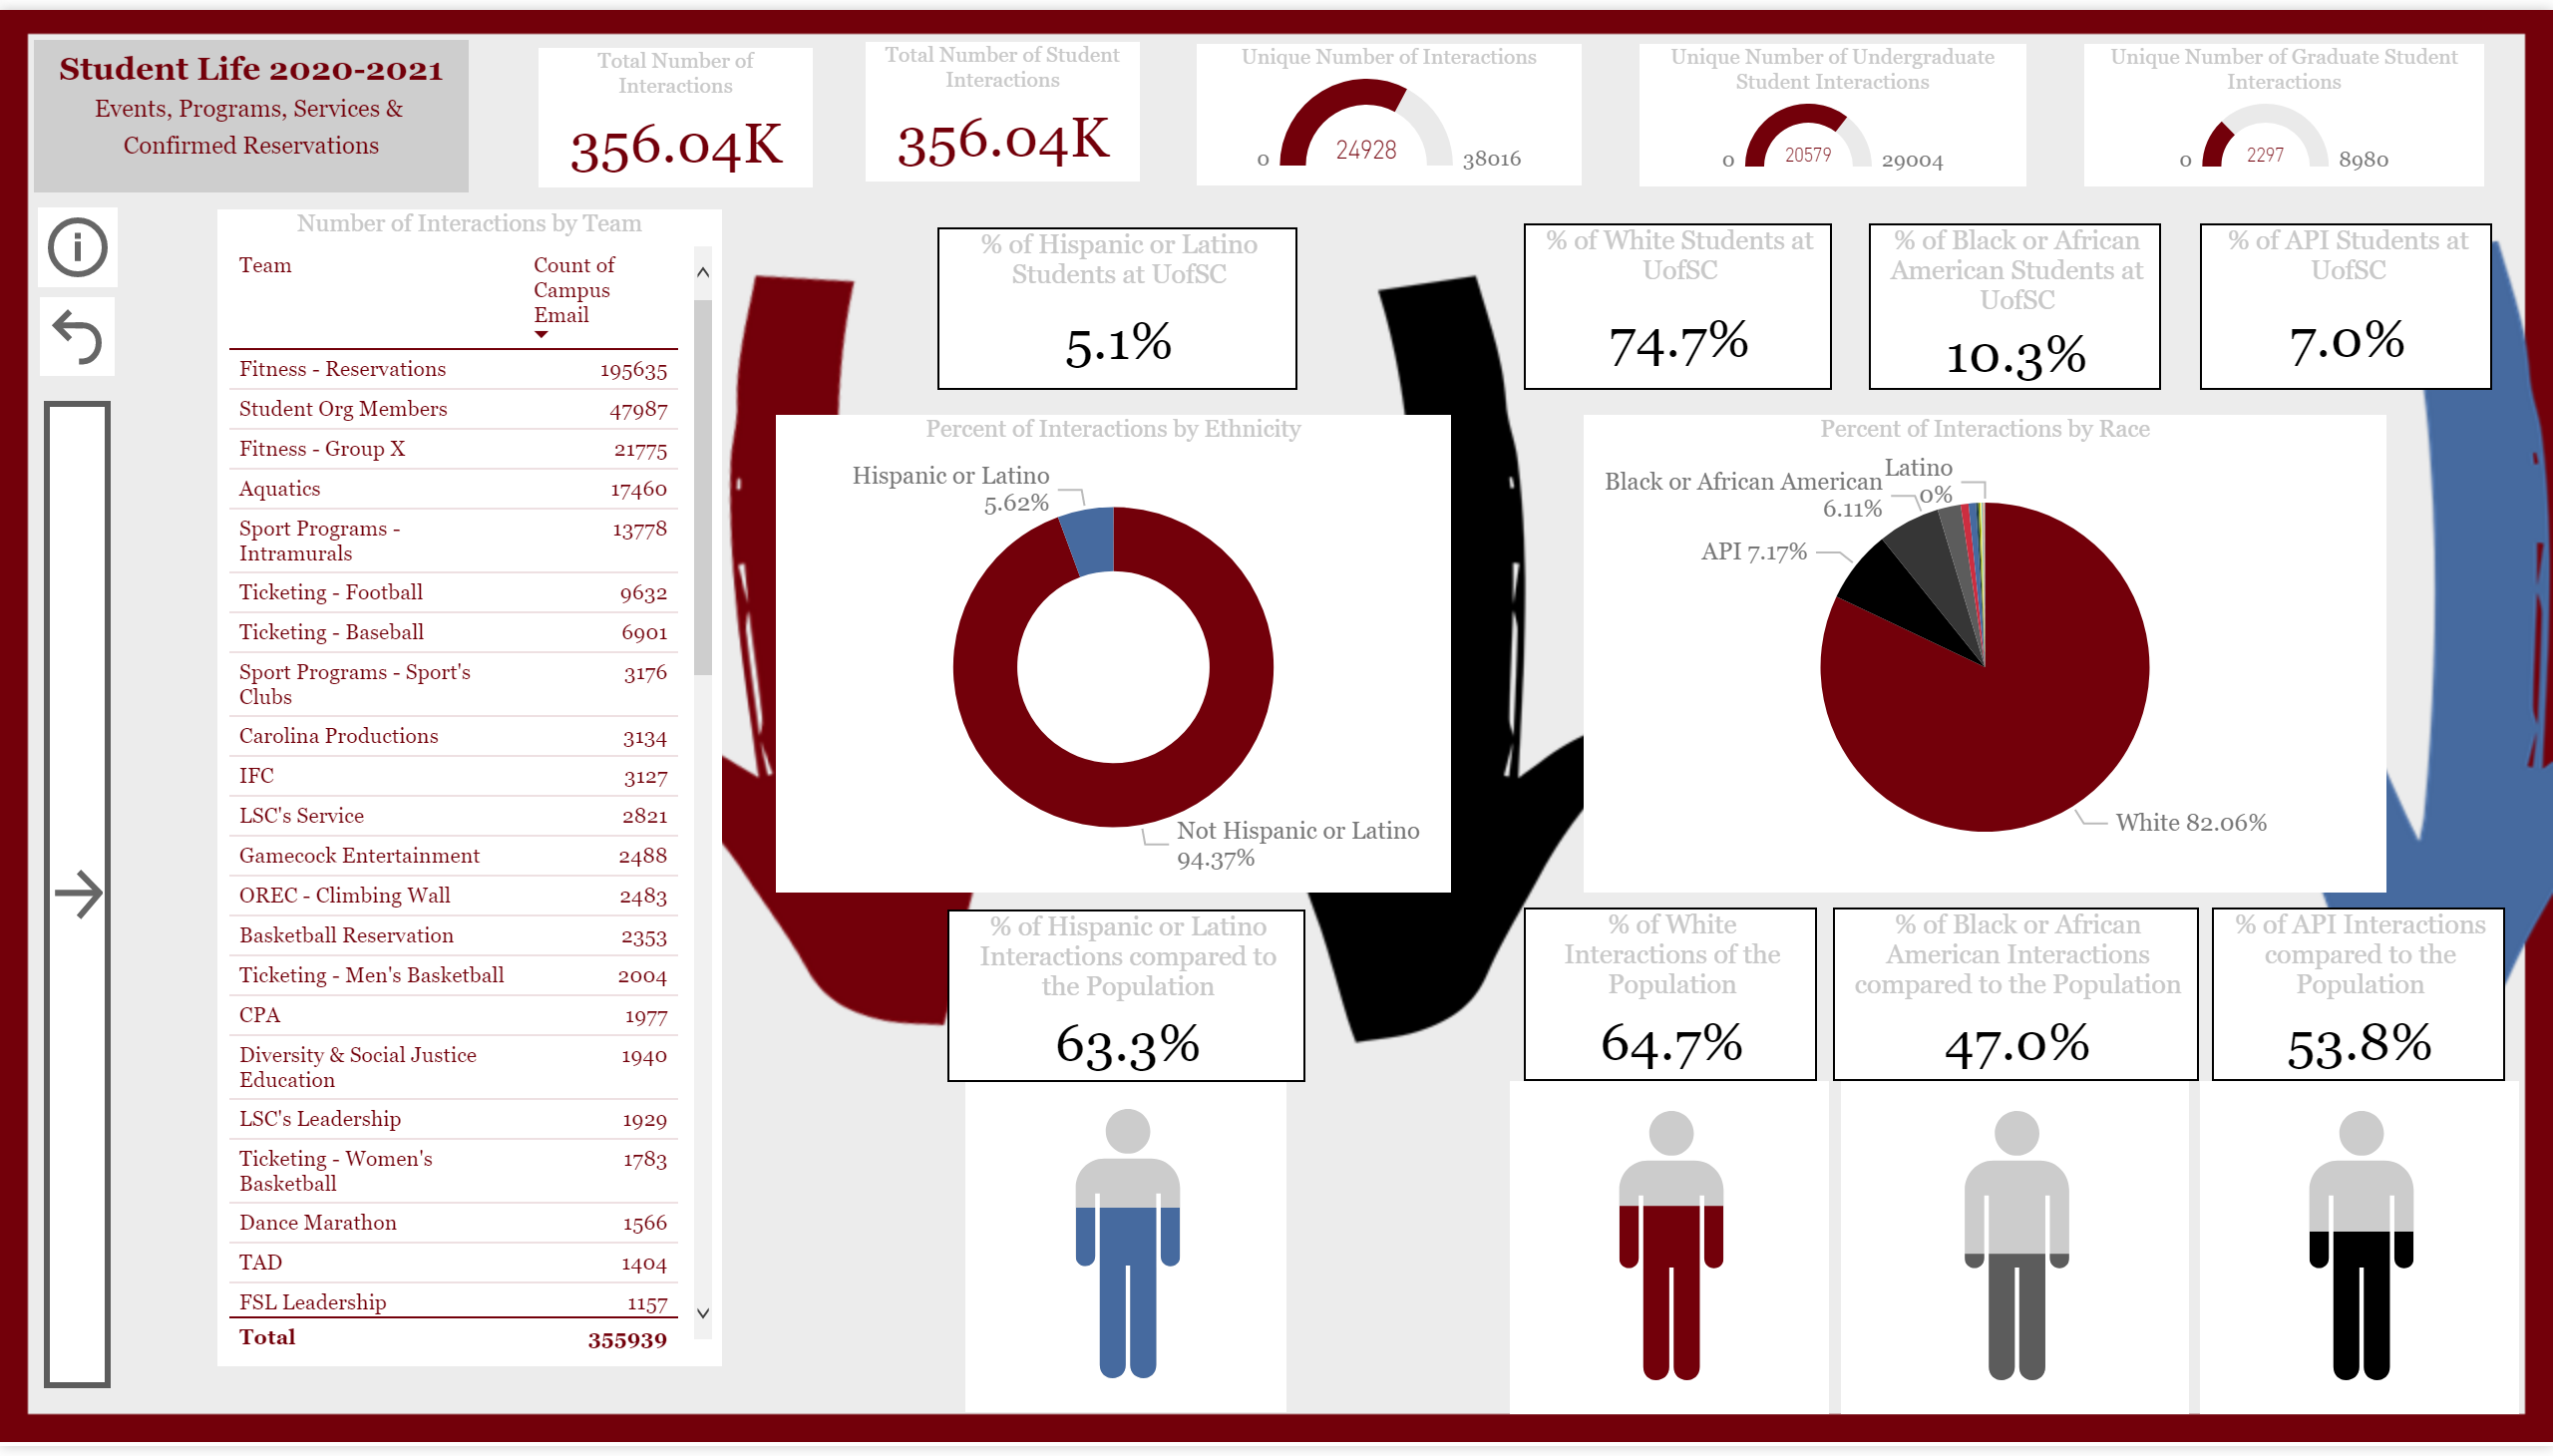 Student Life 2020-2021
Events, Programs, Services &
Confirmed Reservations
Total Number of
Interactions
356.04K
Total Number of Student
Interactions
356.04K
Unique Number of Interactions
0
24928
38016
Unique Number of Undergraduate
Student Interactions
0
20579
29004
Unique Number of Graduate Student
Interactions
0
2297
8980
Number of Interactions by Team
Team
Count of
Campus
Email
Fitness - Reservations 195635
Student Org Members 47987
Fitness - Group X 21775
Aquatics 17460
Sport Programs - 13778
Intramurals
Ticketing - Football 9632
Ticketing - Baseball 6901
Sport Programs - Sport's 3176
Clubs
Carolina Productions 3134
IFC 3127
LSC's Service 2821
Gamecock Entertainment 2488
OREC - Climbing Wall 2483
Basketball Reservation 2353
Ticketing - Men's Basketball 2004
CPA 1977
Diversity & Social Justice 1940
Education
LSC's Leadership 1929
Ticketing - Women's 1783
Basketball
Dance Marathon 1566
TAD 1404
FSL Leadership 1157
Total 355939
% of Hispanic or Latino
Students at UofSC
5.1%
% of White Students at
UofSC
74.7%
% of Black or African
American Students at
UofSC
10.3%
% of API Students at
UofSC
7.0%
Percent of Interactions by Ethnicity
Hispanic or Latino
5.62%
Not Hispanic or Latino
94.37%
Percent of Interactions by Race
Latino
0%
Black or African American
6.11%
API 7.17%
White 82.06%
% of Hispanic or Latino
Interactions compared to
the Population
63.3%
% of White
Interactions of the
Population
64.7%
% of Black or African
American Interactions
compared to the Population
47.0%
% of API Interactions
compared to the
Population
53.8%